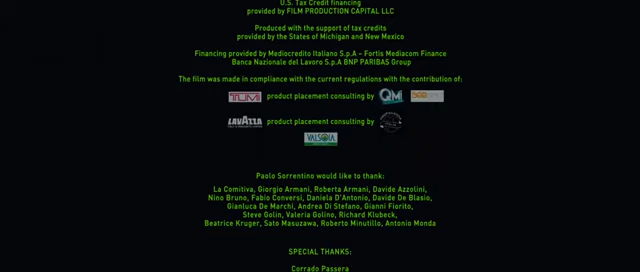 U.S. Tax Credit financing
provided by FILM PRODUCTION CAPITAL LLC
Produced with the support of tax credits
provided by the States of Michigan and New Mexico
Financing provided by Mediocredito Italiano S.p.A - Fortis Mediacom Finance
Banca Nazionale del Lavoro S.p.A BNP PARIBAS Group
The film was made in compliance with the current regulations with the contribution of:
TUMI product placement consulting by QMI
LAVAZZA product placement consulting by
VALSOIA
Paolo Sorrentino would like to thank:
La Comitiva, Giorgio Armani, Roberta Armani, Davide Azzolini,
Nino Bruno, Fabio Conversi, Daniela D'Antonio, Davide De Blasio,
Gianluca De Marchi, Andrea Di Stefano, Gianni Fiorito,
Steve Golin, Valeria Golino, Richard Klubeck,
Beatrice Kruger, Sato Masuzawa, Roberto Minutillo, Antonio Monda
SPECIAL THANKS:
Corrado Passera